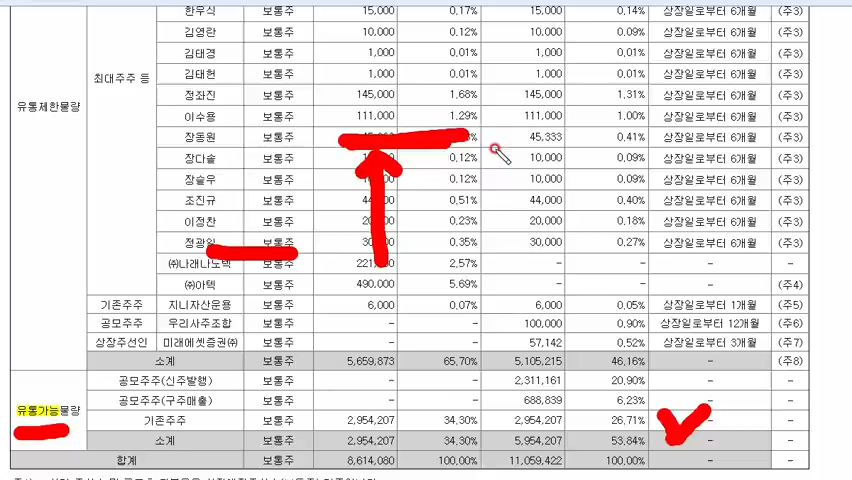 한우식 보통주 15,000 0.17% 15,000 0.14% 상장일로부터 6개월 (주3)
김영란 보통주 10,000 0.12% 10,000 0.09% 상장일로부터 6개월 (주3)
김태경 보통주 1,000 0.01% 1,000 0.01% 상장일로부터 6개월 (주3)
김태헌 보통주 1,000 0.01% 1,000 0.01% 상장일로부터 6개월 (주3)
최대주주 등
정좌진 보통주 145,000 1.68% 145,000 1.31% 상장일로부터 6개월 (주3)
유통제한물량
이수용 보통주 111,000 1.29% 111,000 1.00% 상장일로부터 6개월 (주3)
장동원 보통주 45,333 0.41% 상장일로부터 6개월 (주3)
장다솔 보통주 0.12% 10,000 0.09% 상장일로부터 6개월 (주3)
장슬우 보통주 0.12% 10,000 0.09% 상장일로부터 6개월 (주3)
조진규 보통주 0.51% 44,000 0.40% 상장일로부터 6개월 (주3)
이정찬 보통주 0.23% 20,000 0.18% 상장일로부터 6개월 (주3)
정광일 보통주 0.35% 30,000 0.27% 상장일로부터 6개월 (주3)
㈜나래나노텍 보통주 2.57% - - - -
㈜아텍 보통주 490,000 5.69% - - - (주4)
기존주주 지니자산운용 보통주 6,000 0.07% 6,000 0.05% 상장일로부터 1개월 (주5)
공모주주 우리사주조합 보통주 - - 100,000 0.90% 상장일로부터 12개월 (주6)
상장주선인 미래에셋증권㈜ 보통주 - - 57,142 0.52% 상장일로부터 3개월 (주7)
소계 보통주 5,659,873 65.70% 5,105,215 46.16% - (주8)
유통가능물량
공모주주(신주발행) 보통주 - - 2,311,161 20.90% - -
공모주주(구주매출) 보통주 - - 688,839 6.23% - -
기존주주 보통주 2,954,207 34.30% 2,954,207 26.71% - -
소계 보통주 2,954,207 34.30% 5,954,207 53.84% - -
합계 보통주 8,614,080 100.00% 11,059,422 100.00% - -